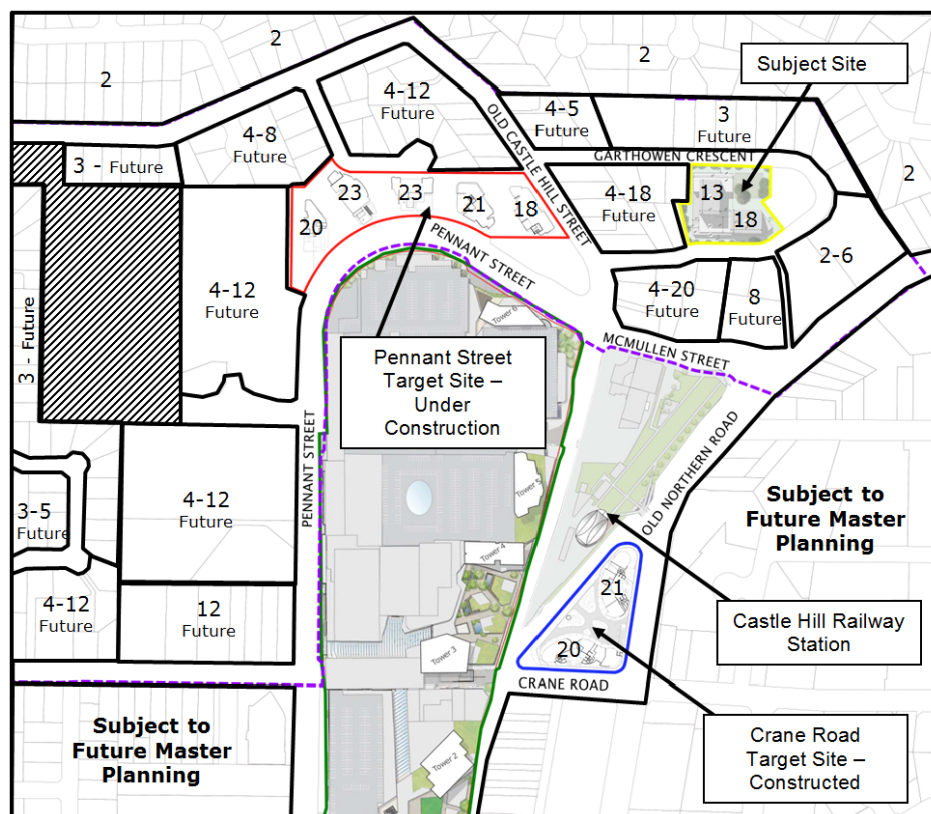 2
2
2
4-12
Future
Subject Site
4-5
Future
3
Future
4-8
Future
3 - Future
OLD CASTLE HILL STREET
GARTHOWEN CRESCENT
2
23
23
21
18
20
4-18
Future
13
18
PENNANT STREET
2-6
4-12
Future
4-20
Future
8
Future
3 - Future
Tower 6
MCMULLEN STREET
Pennant Street
Target Site –
Under
Construction
PENNANT STREET
OLD NORTHERN ROAD
Tower 5
3-5
Future
4-12
Future
Subject to
Future Master
Planning
Tower 4
4-12
Future
12
Future
21
20
Castle Hill Railway
Station
Tower 3
CRANE ROAD
Subject to
Future Master
Planning
Tower 2
Crane Road
Target Site –
Constructed